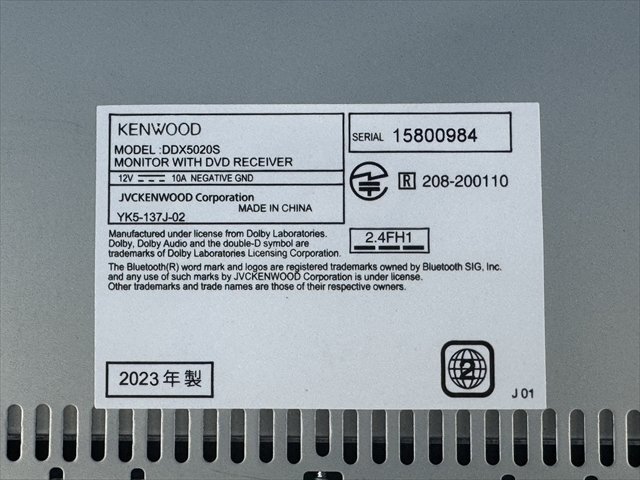 KENWOOD
MODEL :DDX5020S
MONITOR WITH DVD RECEIVER
12V ⎓ 10A NEGATIVE GND
JVCKENWOOD Corporation
MADE IN CHINA
YK5-137J-02
SERIAL 15800984
R 208-200110
Manufactured under license from Dolby Laboratories.
Dolby, Dolby Audio and the double-D symbol are
trademarks of Dolby Laboratories Licensing Corporation.
2.4FH1
The Bluetooth(R) word mark and logos are registered trademarks owned by Bluetooth SIG, Inc.
and any use of such marks by JVCKENWOOD Corporation is under license.
Other trademarks and trade names are those of their respective owners.
2023年製
2
J 01